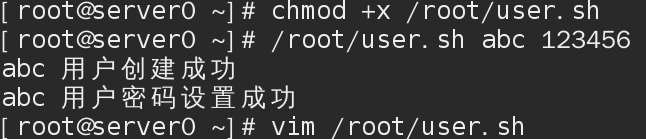 [root@server0 ~]# chmod +x /root/user.sh
[root@server0 ~]# /root/user.sh abc 123456
abc 用户创建成功
abc 用户密码设置成功
[root@server0 ~]# vim /root/user.sh